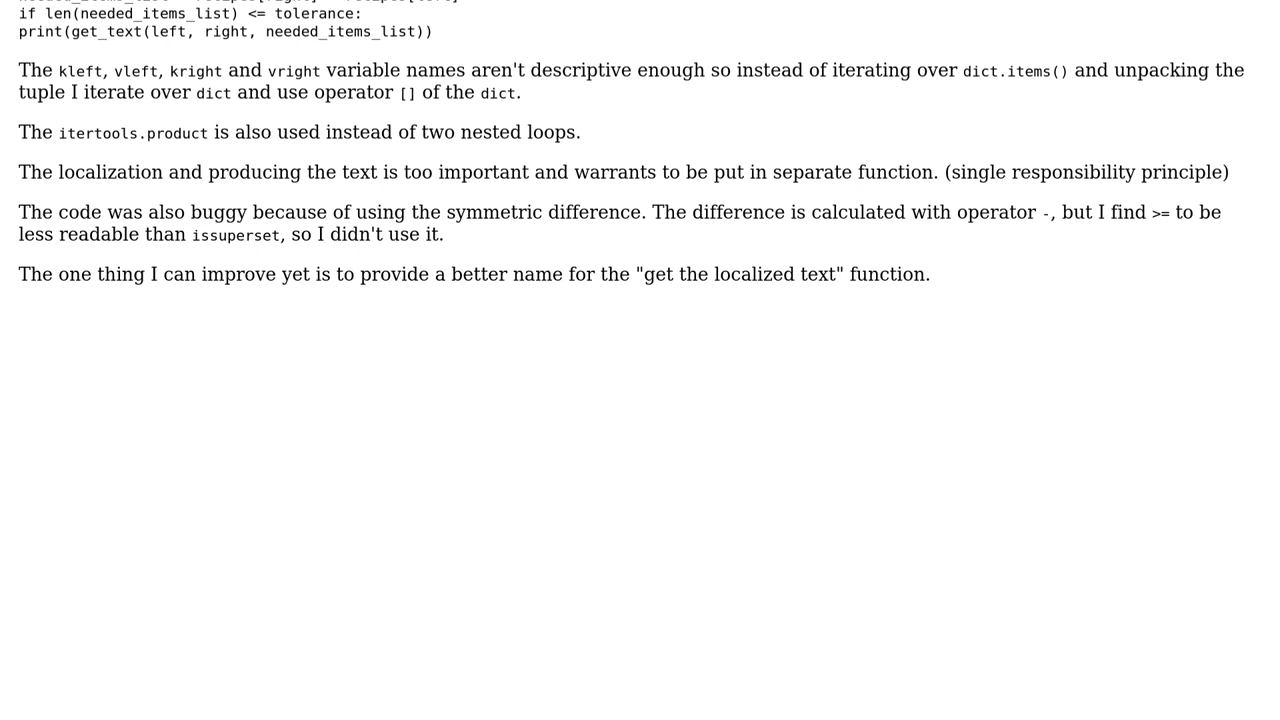 if len(needed_items_list) <= tolerance:
print(get_text(left, right, needed_items_list))
The kleft, vleft, kright and vright variable names aren't descriptive enough so instead of iterating over dict.items() and unpacking the
tuple I iterate over dict and use operator [] of the dict.
The itertools.product is also used instead of two nested loops.
The localization and producing the text is too important and warrants to be put in separate function. (single responsibility principle)
The code was also buggy because of using the symmetric difference. The difference is calculated with operator -, but I find >= to be
less readable than issuperset, so I didn't use it.
The one thing I can improve yet is to provide a better name for the "get the localized text" function.